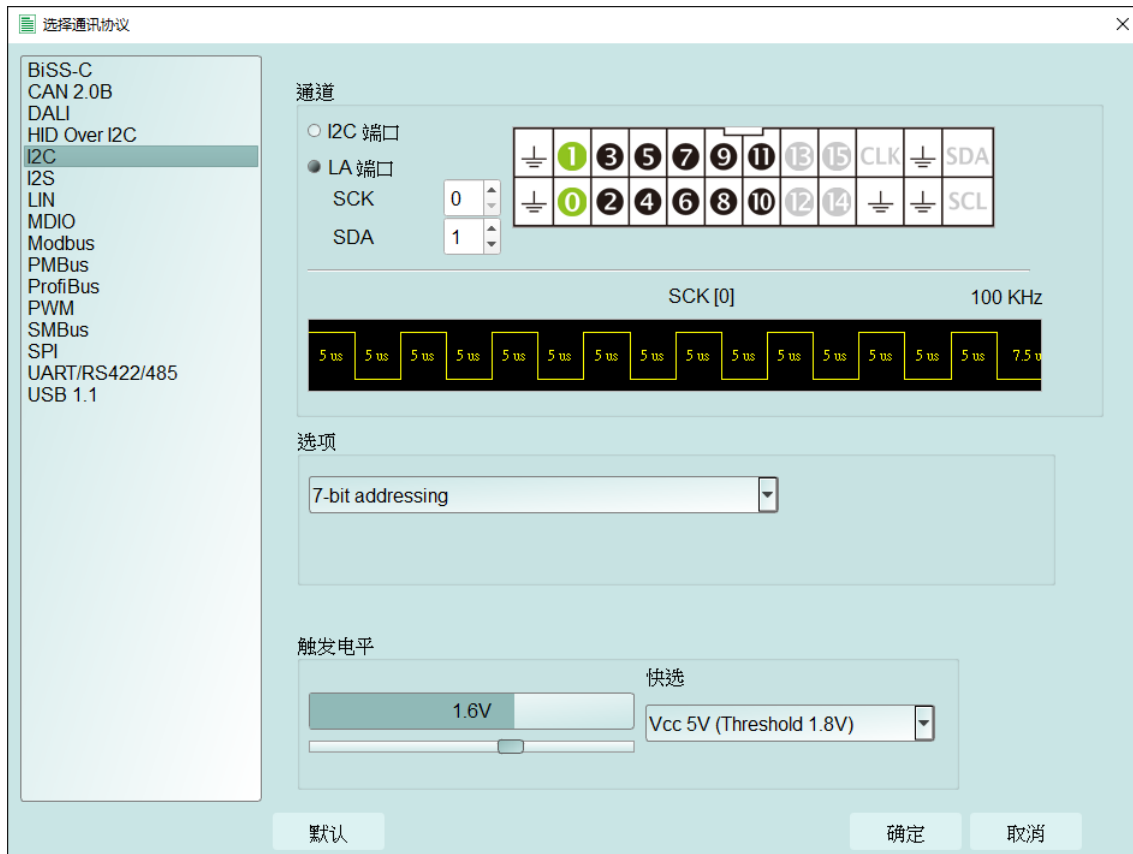 选择通讯协议
BiSS-C
CAN 2.0B
DALI
HID Over I2C
I2C
I2S
LIN
MDIO
Modbus
PMBus
ProfiBus
PWM
SMBus
SPI
UART/RS422/485
USB 1.1
通道
I2C 端口
LA 端口
SCK 0
SDA 1
1 3 5 7 9 11 13 15 CLK SDA
0 2 4 6 8 10 12 14 SCL
SCK [0] 100 KHz
5 us 5 us 5 us 5 us 5 us 5 us 5 us 5 us 5 us 5 us 5 us 5 us 5 us 5 us 5 us 7.5 u
选项
7-bit addressing
触发电平
快选
1.6V
Vcc 5V (Threshold 1.8V)
默认 确定 取消